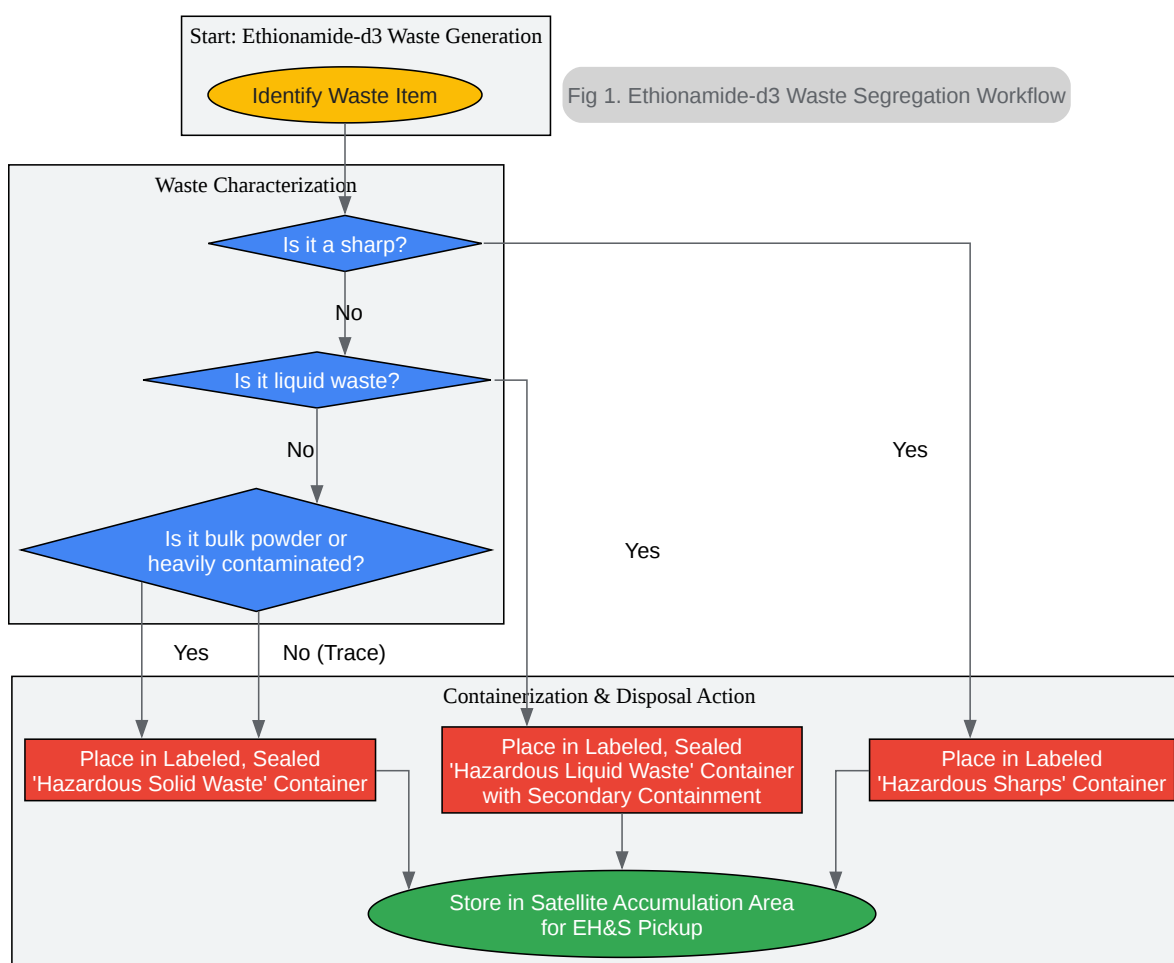 Start: Ethionamide-d3 Waste Generation
Identify Waste Item
Fig 1. Ethionamide-d3 Waste Segregation Workflow
Waste Characterization
Is it a sharp?
No
Is it liquid waste?
No
Yes
Is it bulk powder or
heavily contaminated?
Yes
Yes
No (Trace)
Containerization & Disposal Action
Place in Labeled, Sealed
'Hazardous Solid Waste' Container
Place in Labeled, Sealed
'Hazardous Liquid Waste' Container
with Secondary Containment
Place in Labeled
'Hazardous Sharps' Container
Store in Satellite Accumulation Area
for EH&S Pickup